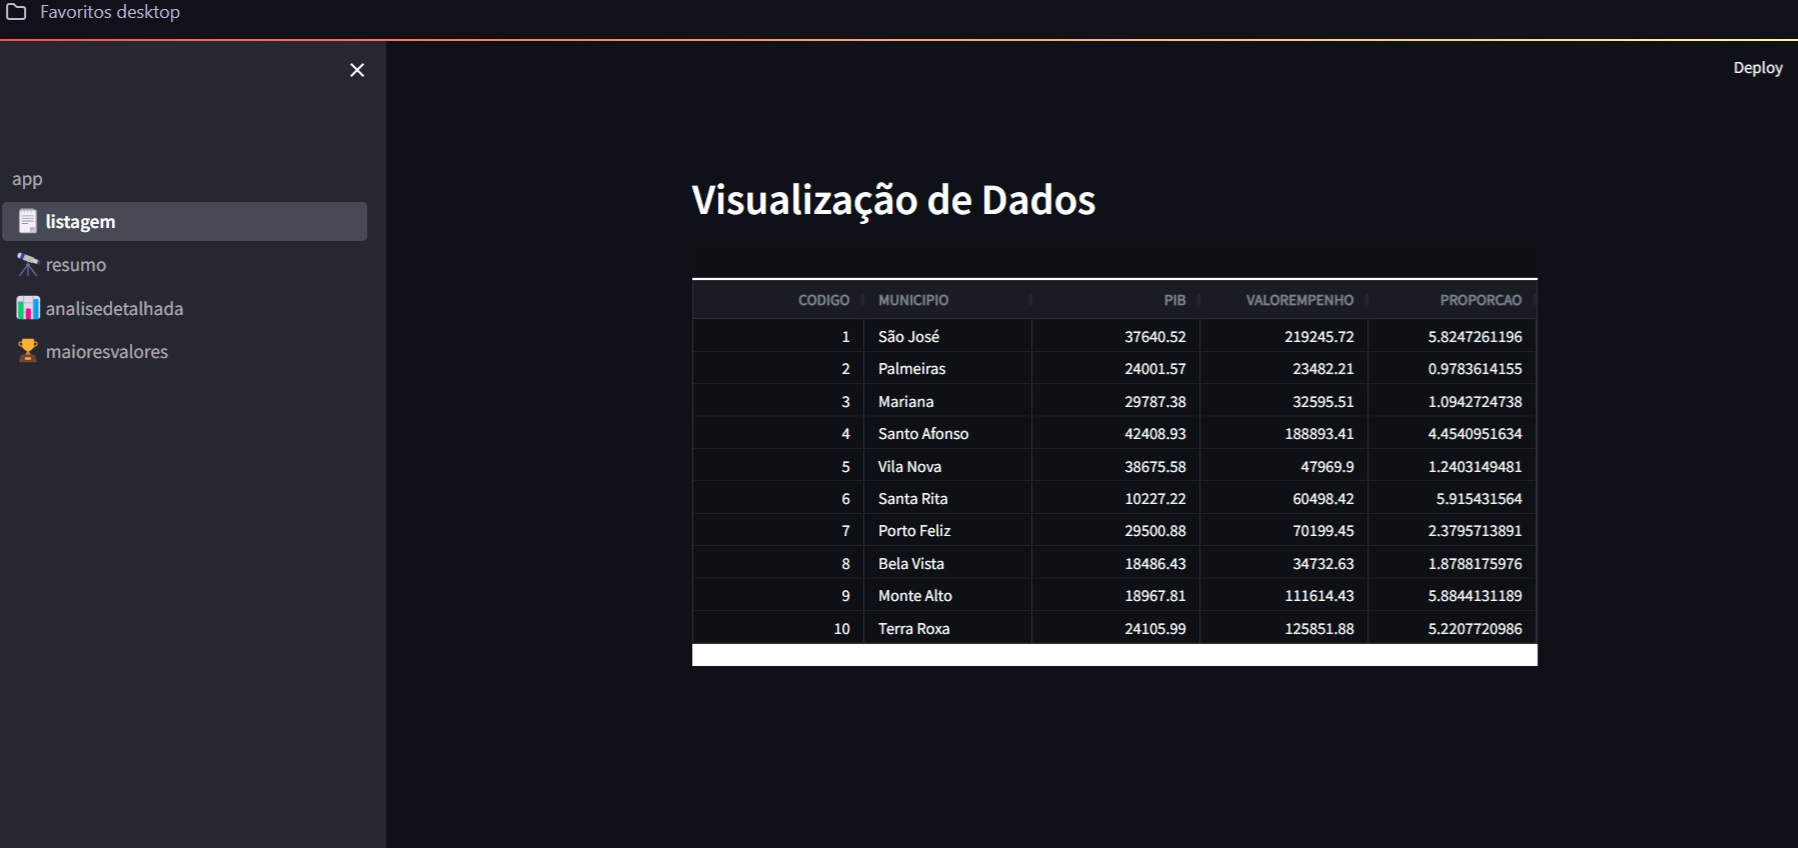 Favoritos desktop
Deploy
app
listagem
resumo
analisedetalhada
maioresvalores
Visualização de Dados
CODIGO MUNICIPIO PIB VALOREMPENHO PROPORCAO
1 São José 37640.52 219245.72 5.8247261196
2 Palmeiras 24001.57 23482.21 0.9783614155
3 Mariana 29787.38 32595.51 1.0942724738
4 Santo Afonso 42408.93 188893.41 4.4540951634
5 Vila Nova 38675.58 47969.9 1.2403149481
6 Santa Rita 10227.22 60498.42 5.915431564
7 Porto Feliz 29500.88 70199.45 2.3795713891
8 Bela Vista 18486.43 34732.63 1.8788175976
9 Monte Alto 18967.81 111614.43 5.8844131189
10 Terra Roxa 24105.99 125851.88 5.2207720986